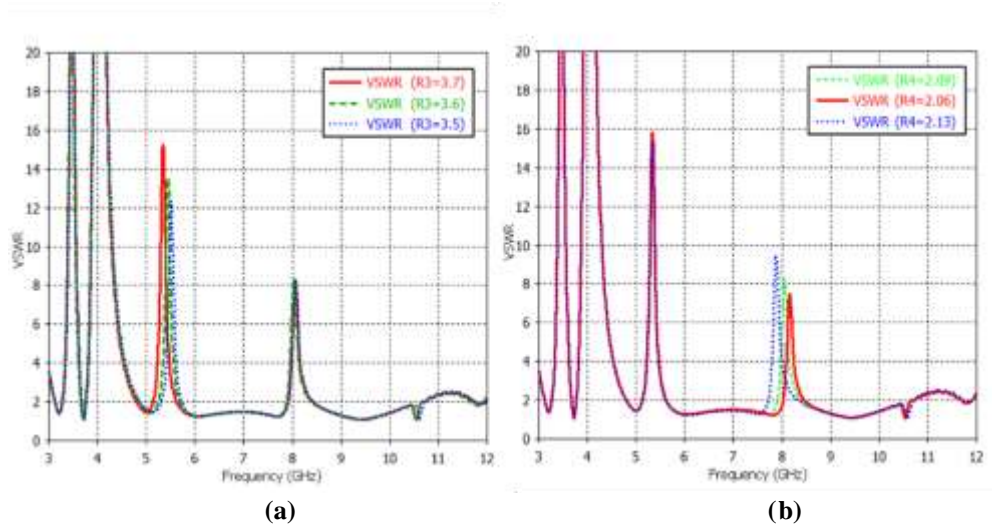 20
18
16
14
12
10
8
6
4
2
0
VSWR
VSWR (R3=3.7)
VSWR (R3=3.6)
VSWR (R3=3.5)
3 4 5 6 7 8 9 10 11 12
Frequency (GHz)
(a)
20
18
16
14
12
10
8
6
4
2
0
VSWR
VSWR (R4=2.09)
VSWR (R4=2.06)
VSWR (R4=2.13)
3 4 5 6 7 8 9 10 11 12
Frequency (GHz)
(b)